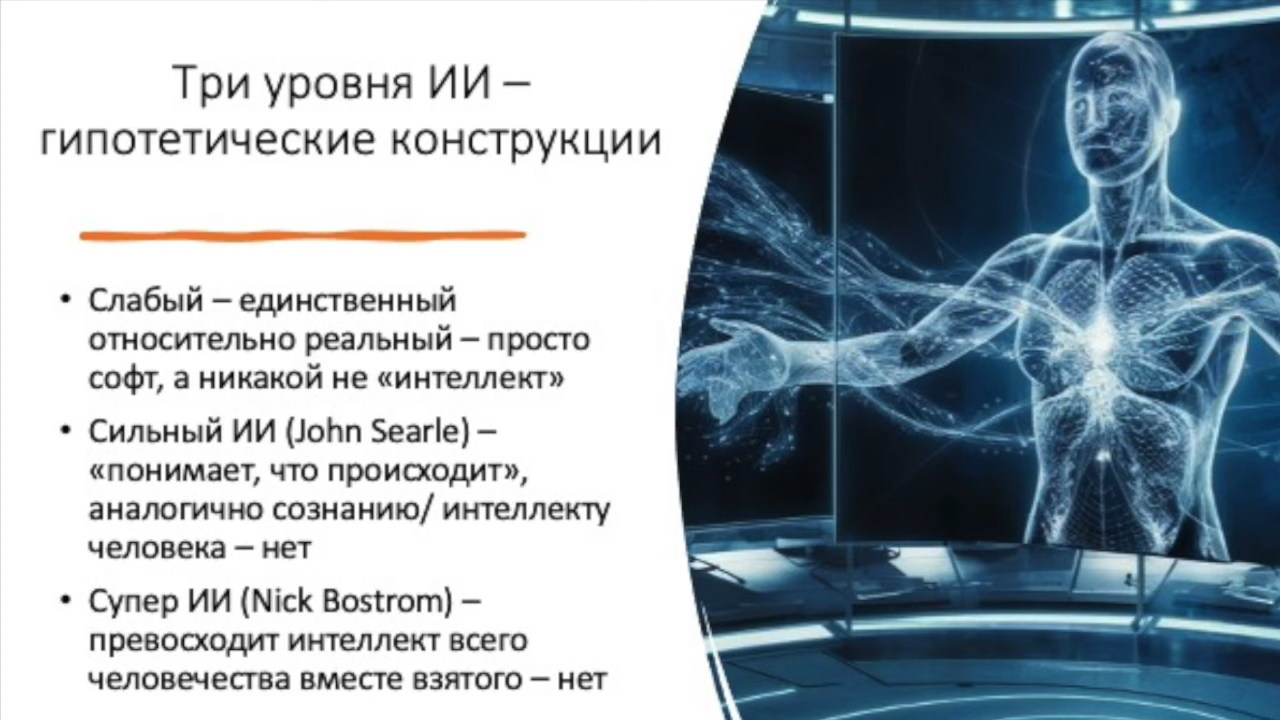 Три уровня ИИ –
гипотетические конструкции
• Слабый – единственный
относительно реальный – просто
софт, а никакой не «интеллект»
• Сильный ИИ (John Searle) –
«понимает, что происходит»,
аналогично сознанию/ интеллекту
человека – нет
• Супер ИИ (Nick Bostrom) –
превосходит интеллект всего
человечества вместе взятого – нет